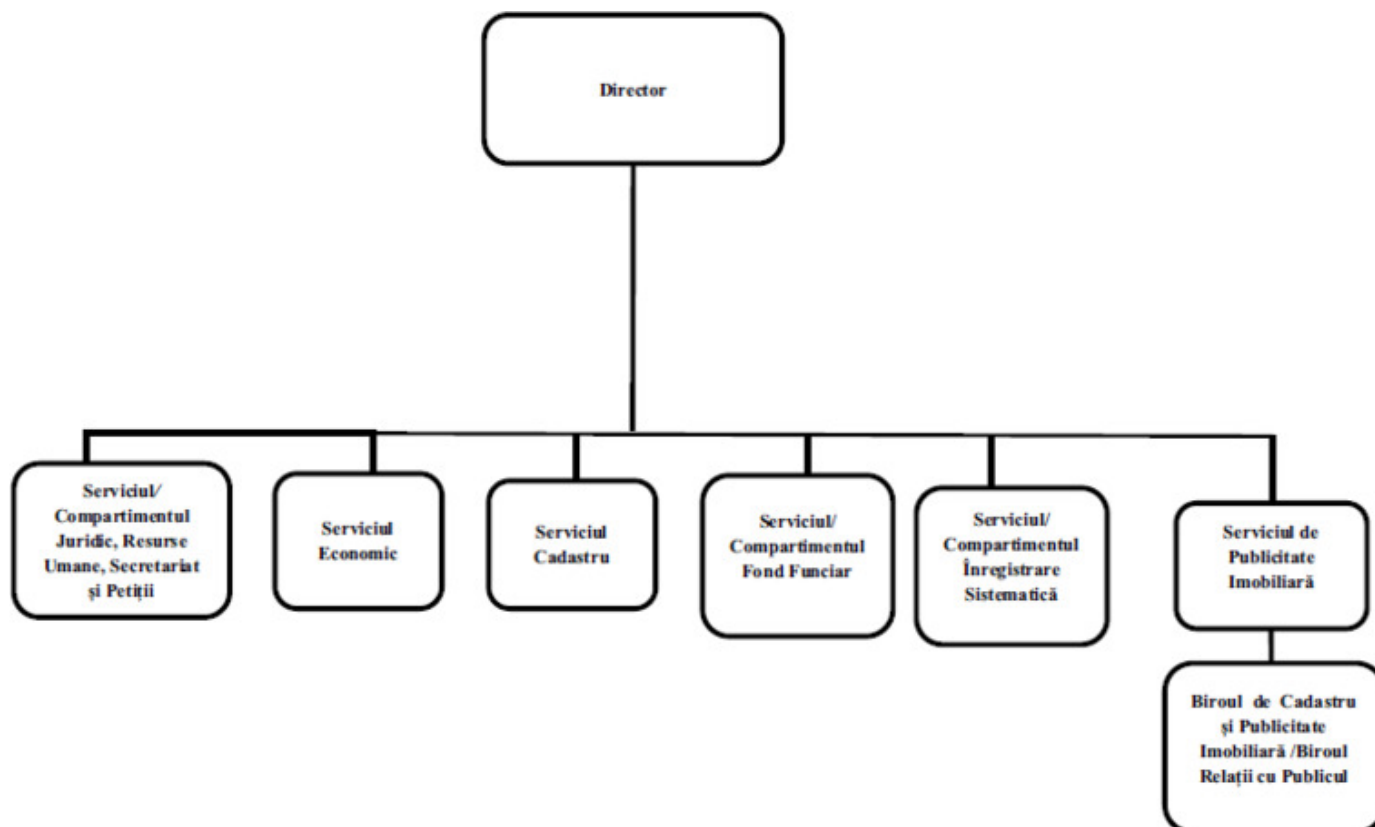 Director
Serviciul/
Compartimentul
Juridic, Resurse
Umane, Secretariat
și Petiții
Serviciul
Economic
Serviciul
Cadastru
Serviciul/
Compartimentul
Fond Funciar
Serviciul/
Compartimentul
Înregistrare
Sistematică
Serviciul de
Publicitate
Imobiliară
Biroul de Cadastru
și Publicitate
Imobiliară /Biroul
Relații cu Publicul